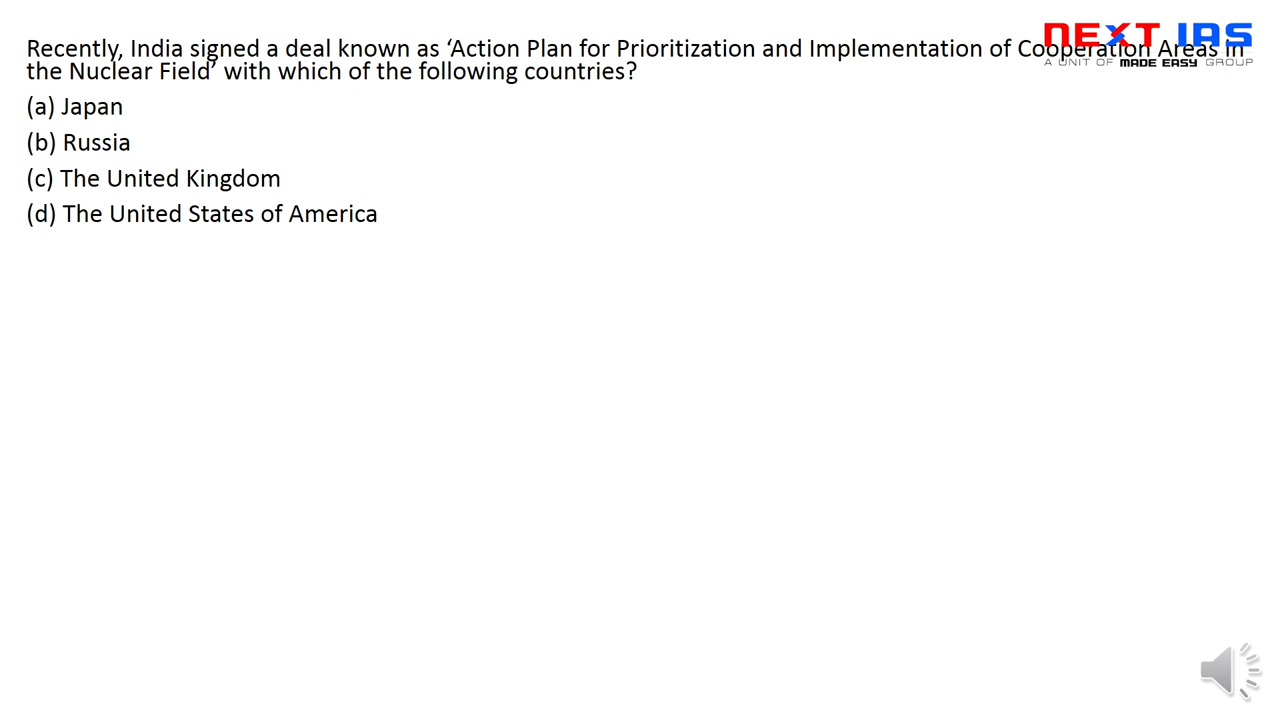 NEXT IAS
A UNIT OF MADE EASY GROUP
Recently, India signed a deal known as ‘Action Plan for Prioritization and Implementation of Cooperation Areas in
the Nuclear Field’ with which of the following countries?
(a) Japan
(b) Russia
(c) The United Kingdom
(d) The United States of America